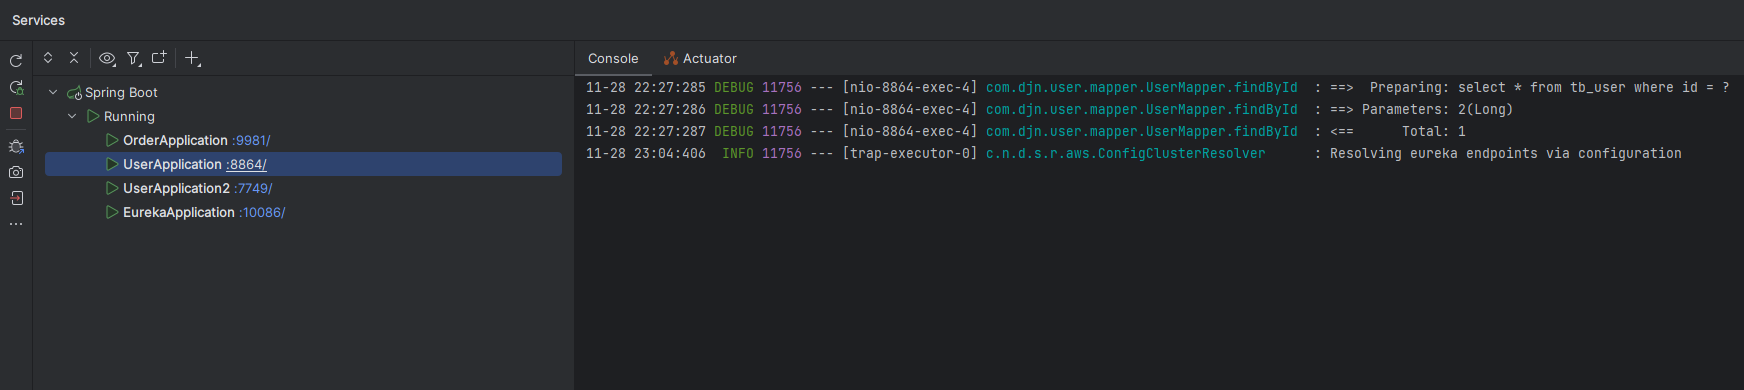 Services
Spring Boot
Running
OrderApplication :9981/
UserApplication :8864/
UserApplication2 :7749/
EurekaApplication :10086/
Console Actuator
11-28 22:27:285 DEBUG 11756 --- [nio-8864-exec-4] com.djn.user.mapper.UserMapper.findById  : ==>  Preparing: select * from tb_user where id = ?
11-28 22:27:286 DEBUG 11756 --- [nio-8864-exec-4] com.djn.user.mapper.UserMapper.findById  : ==> Parameters: 2(Long)
11-28 22:27:287 DEBUG 11756 --- [nio-8864-exec-4] com.djn.user.mapper.UserMapper.findById  : <==      Total: 1
11-28 23:04:406  INFO 11756 --- [trap-executor-0] c.n.d.s.r.aws.ConfigClusterResolver      : Resolving eureka endpoints via configuration